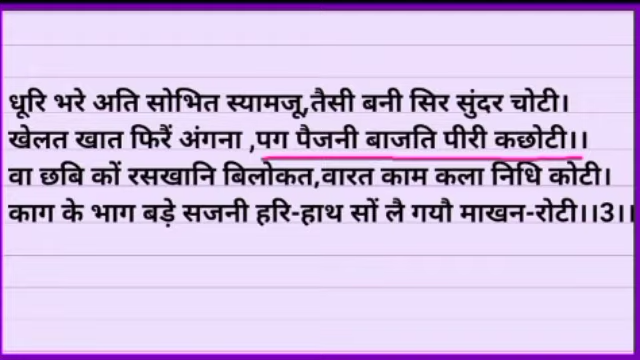 धूरि भरे अति सोभित स्यामजू,तैसी बनी सिर सुंदर चोटी।
खेलत खात फिरैं अंगना ,पग पैजनी बाजति पीरी कछोटी।।
वा छबि कों रसखानि बिलोकत,वारत काम कला निधि कोटी।
काग के भाग बड़े सजनी हरि-हाथ सों लै गयौ माखन-रोटी।।3।।